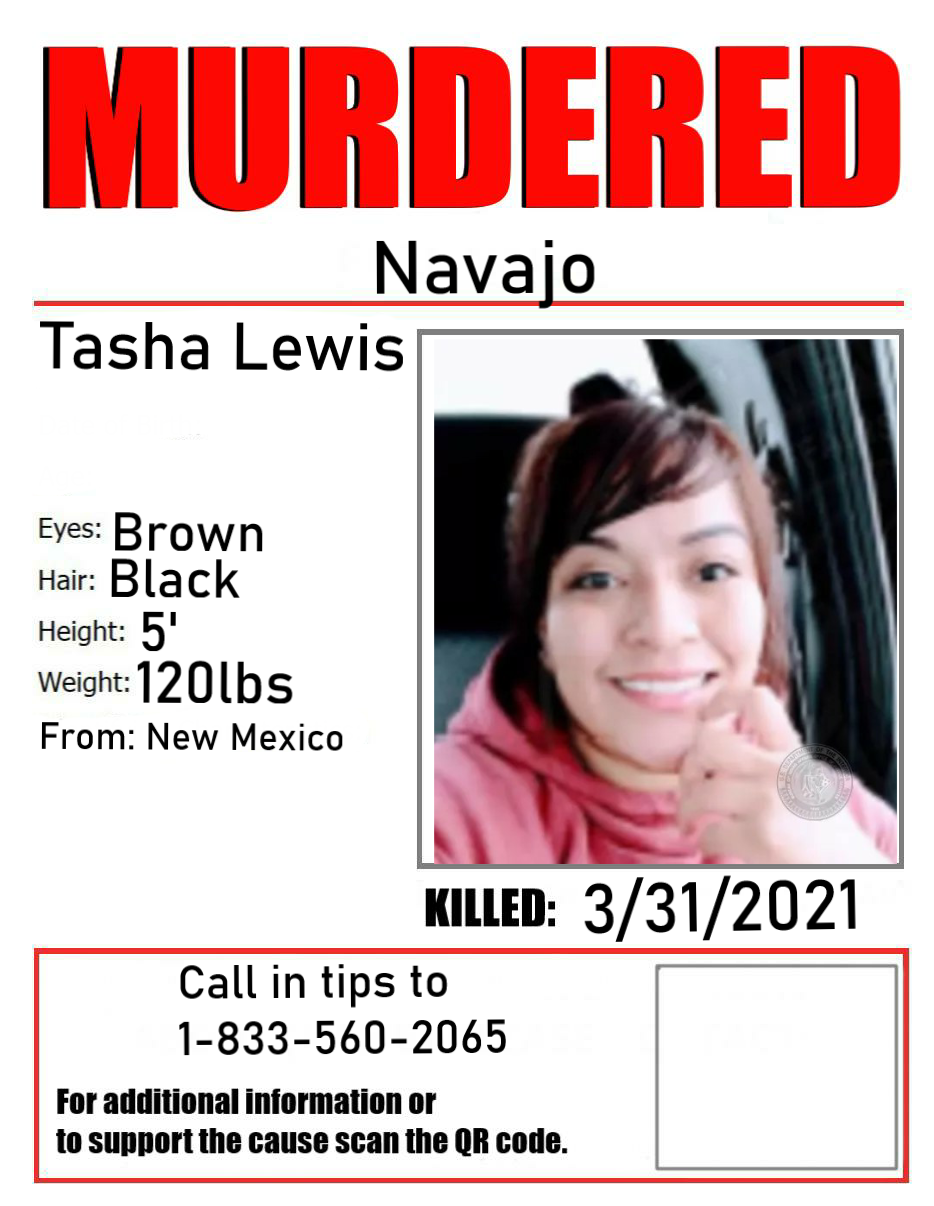 MURDERED
Navajo
Tasha Lewis
Eyes: Brown
Hair: Black
Height: 5'
Weight: 120lbs
From: New Mexico
KILLED: 3/31/2021
Call in tips to
1-833-560-2065
For additional information or
to support the cause scan the QR code.